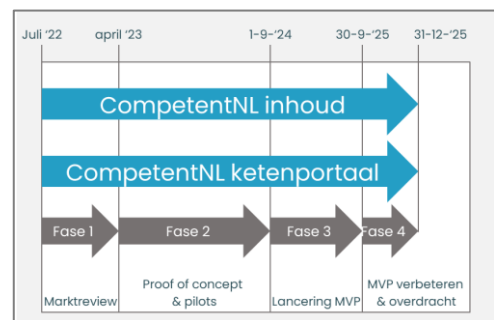 Juli ‘22 april ‘23 1-9-‘24 30-9-‘25 31-12-‘25
CompetentNL inhoud
CompetentNL ketenportaal
Fase 1 Fase 2 Fase 3 Fase 4
Marktreview
Proof of concept
& pilots
Lancering MVP
MVP verbeteren
& overdracht